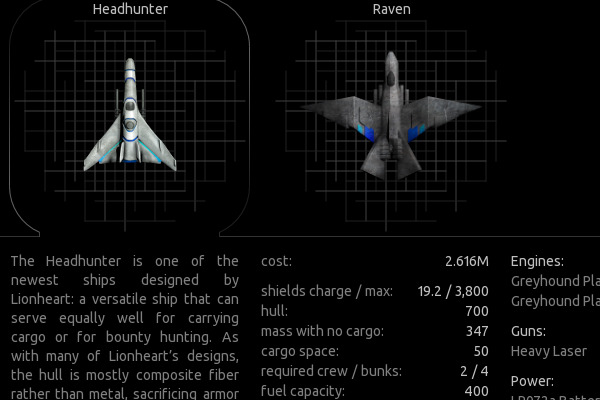 Headhunter
Raven
The Headhunter is one of the
newest ships designed by
Lionheart: a versatile ship that can
serve equally well for carrying
cargo or for bounty hunting. As
with many of Lionheart's designs,
the hull is mostly composite fiber
rather than metal, sacrificing armor
cost: 2.616M
shields charge / max: 19.2 / 3,800
hull: 700
mass with no cargo: 347
cargo space: 50
required crew / bunks: 2 / 4
fuel capacity: 400
Engines:
Greyhound Pla
Greyhound Pla
Guns:
Heavy Laser
Power: